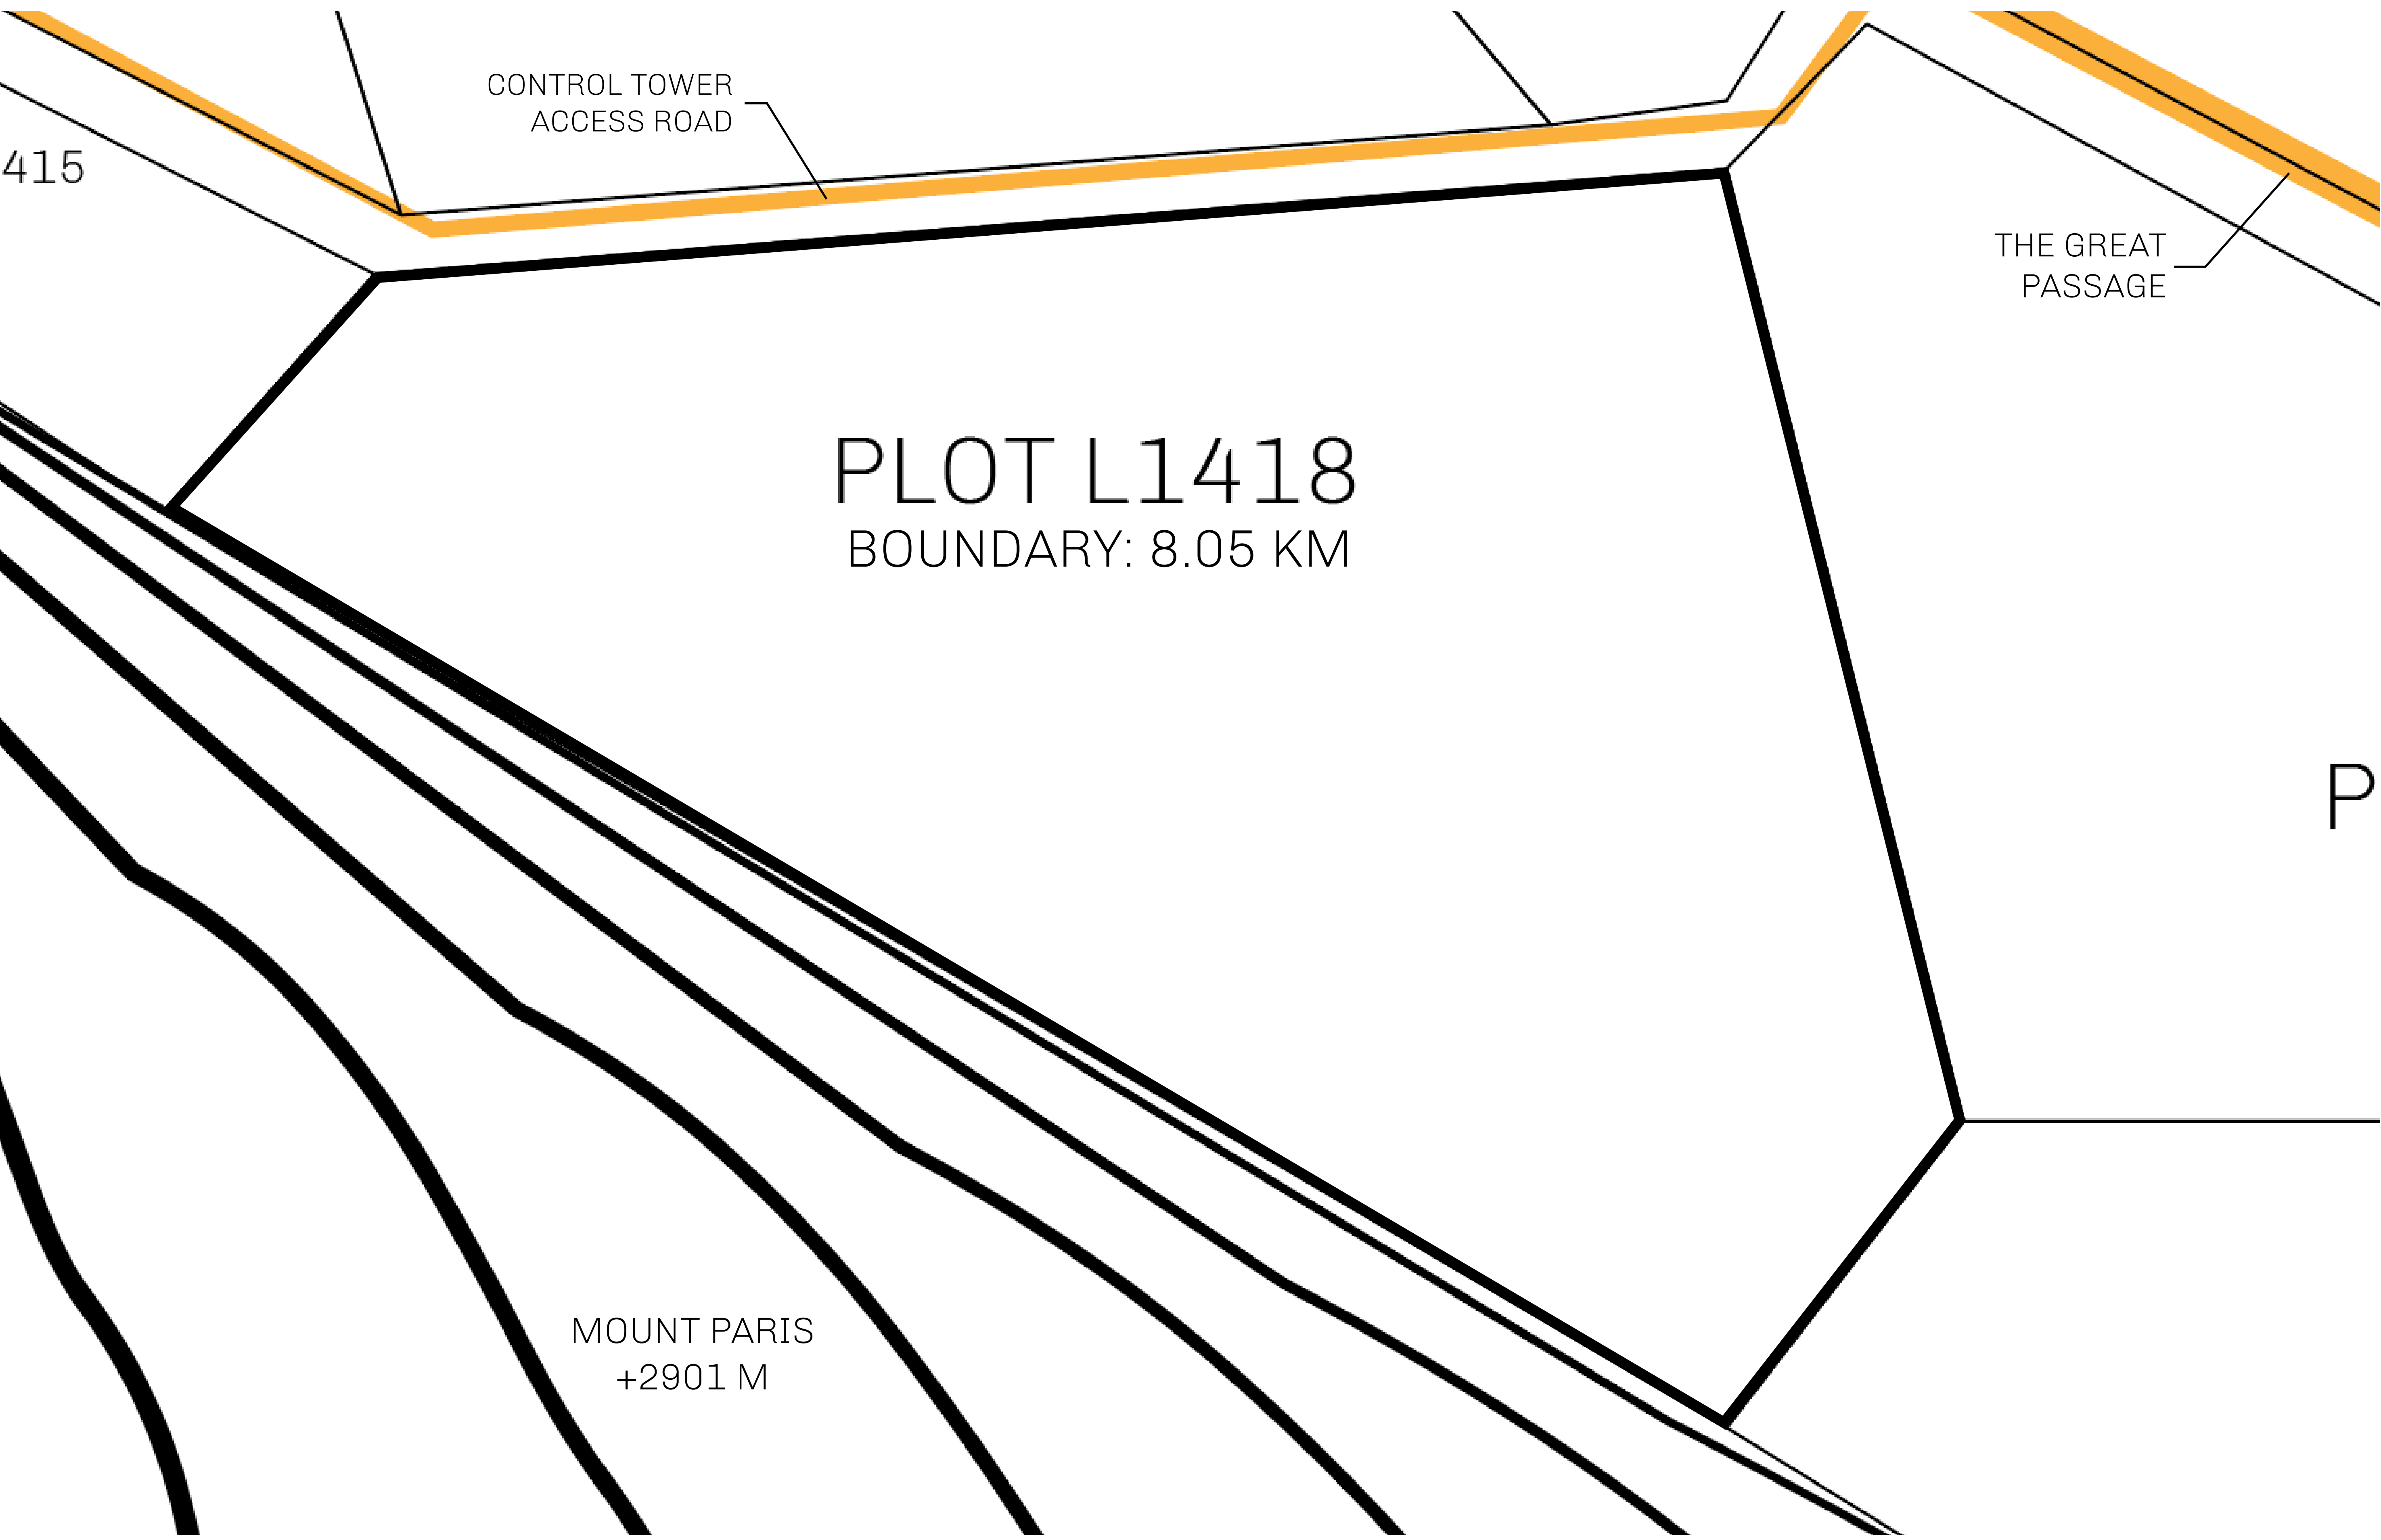 CONTROL TOWER
ACCESS ROAD
415
THE GREAT
PASSAGE
PLOT L1418
BOUNDARY: 8.05 KM
P
MOUNT PARIS
+2901 M